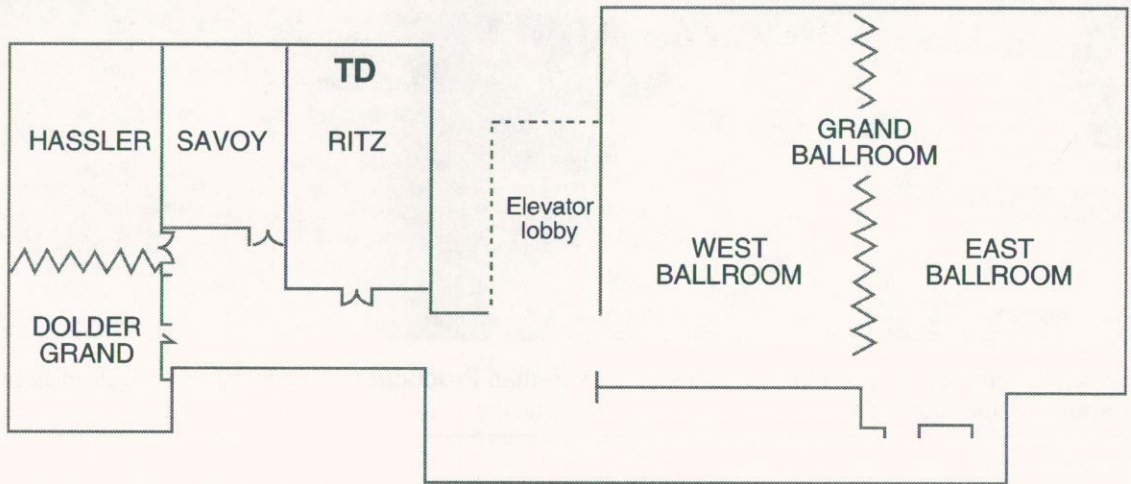 TD
HASSLER
SAVOY
RITZ
GRAND
BALLROOM
Elevator
lobby
WEST
BALLROOM
EAST
BALLROOM
DOLDER
GRAND